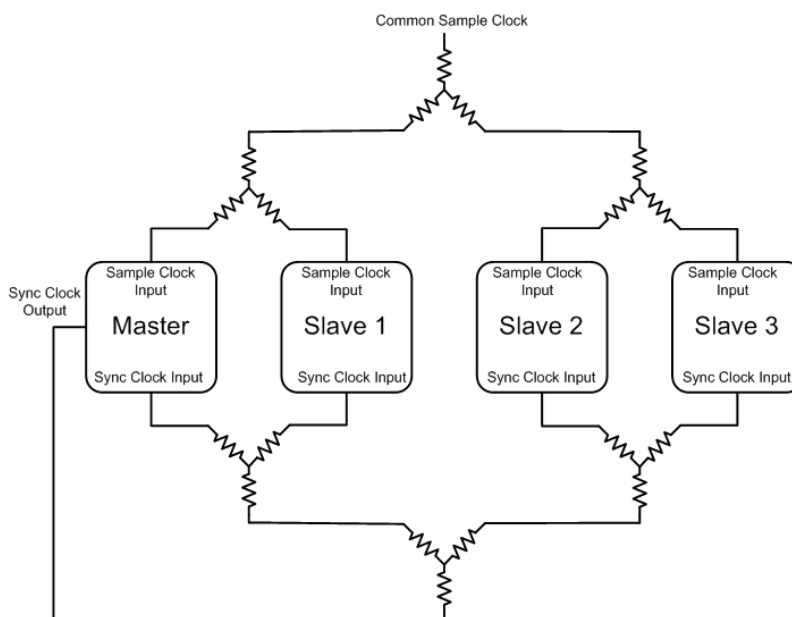 Common Sample Clock
Sample Clock
Input
Sample Clock
Input
Sample Clock
Input
Sample Clock
Input
Sync Clock
Output
Master
Slave 1
Slave 2
Slave 3
Sync Clock Input
Sync Clock Input
Sync Clock Input
Sync Clock Input